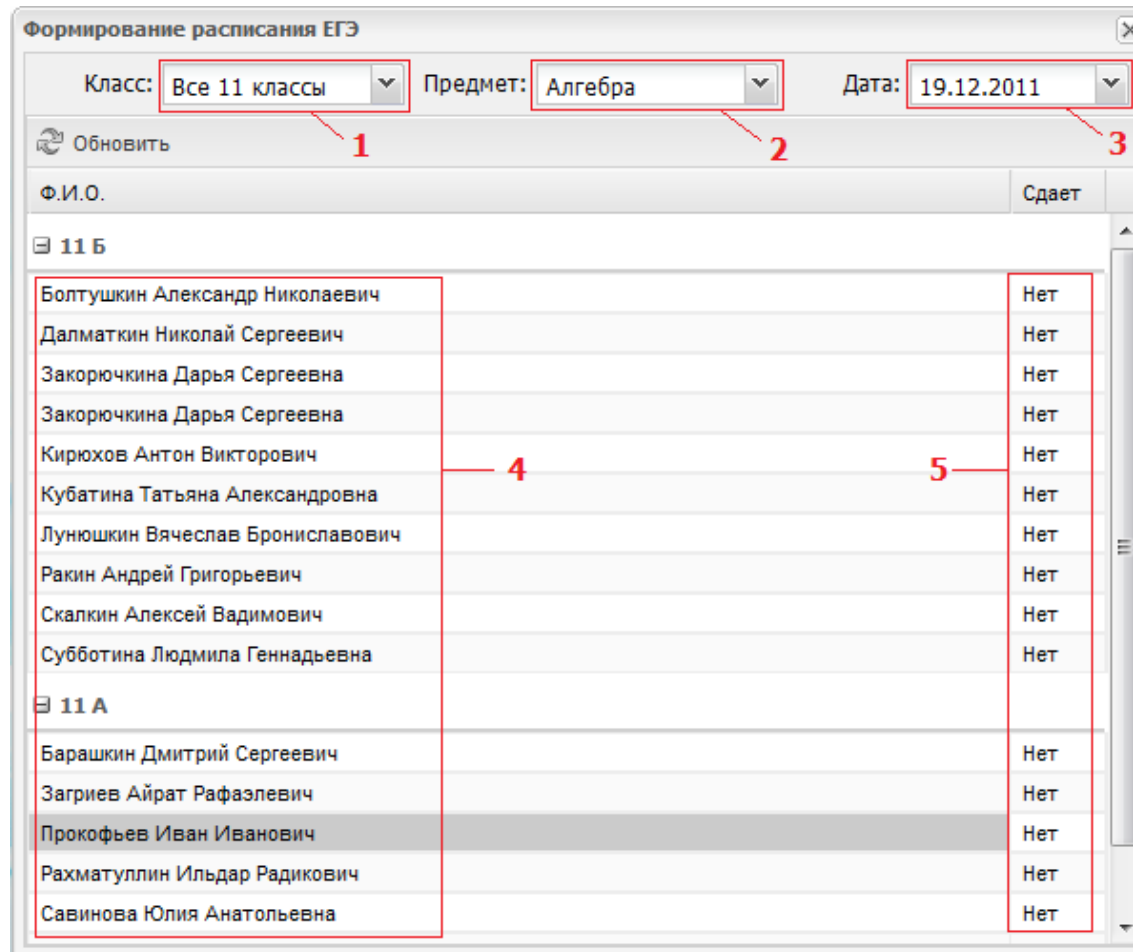 Формирование расписания ЕГЭ
Класс: Все 11 классы Предмет: Алгебра Дата: 19.12.2011
Обновить 1 2 3
Ф.И.О. Сдает
11 Б
Болтушкин Александр Николаевич Нет
Далматкин Николай Сергеевич Нет
Закорючкина Дарья Сергеевна Нет
Закорючкина Дарья Сергеевна Нет
Кирюхов Антон Викторович Нет
4 5
Кубатина Татьяна Александровна Нет
Лунюшкин Вячеслав Брониславович Нет
Ракин Андрей Григорьевич Нет
Скалкин Алексей Вадимович Нет
Субботина Людмила Геннадьевна Нет
11 А
Барашкин Дмитрий Сергеевич Нет
Загриев Айрат Рафаэлевич Нет
Прокофьев Иван Иванович Нет
Рахматуллин Ильдар Радикович Нет
Савинова Юлия Анатольевна Нет